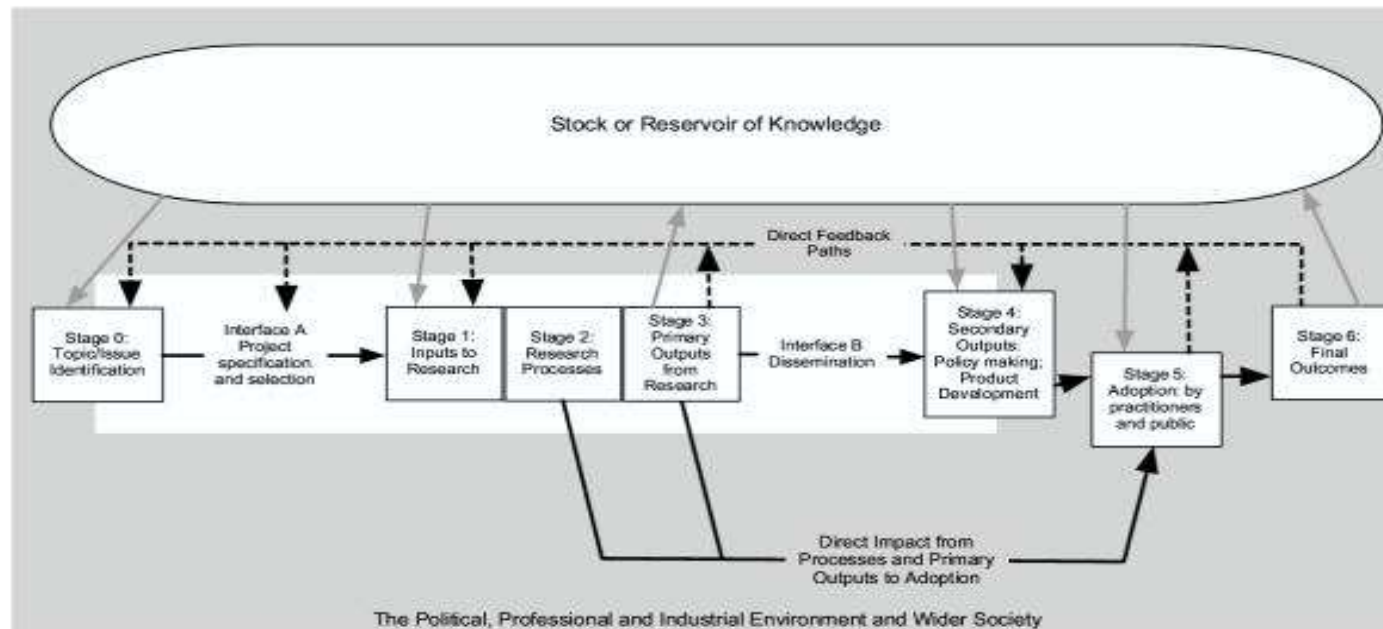 Stock or Reservoir of Knowledge
Direct Feedback
Paths
Stage 0:
Topic/Issue
Identification
Interface A
Project
specification
and selection
Stage 1:
Inputs to
Research
Stage 2:
Research
Processes
Stage 3:
Primary
Outputs
from
Research
Interface B
Dissemination
Stage 4:
Secondary
Outputs:
Policy making;
Product
Development
Stage 5:
Adoption: by
practitioners
and public
Stage 6:
Final
Outcomes
Direct Impact from
Processes and Primary
Outputs to Adoption
The Political, Professional and Industrial Environment and Wider Society